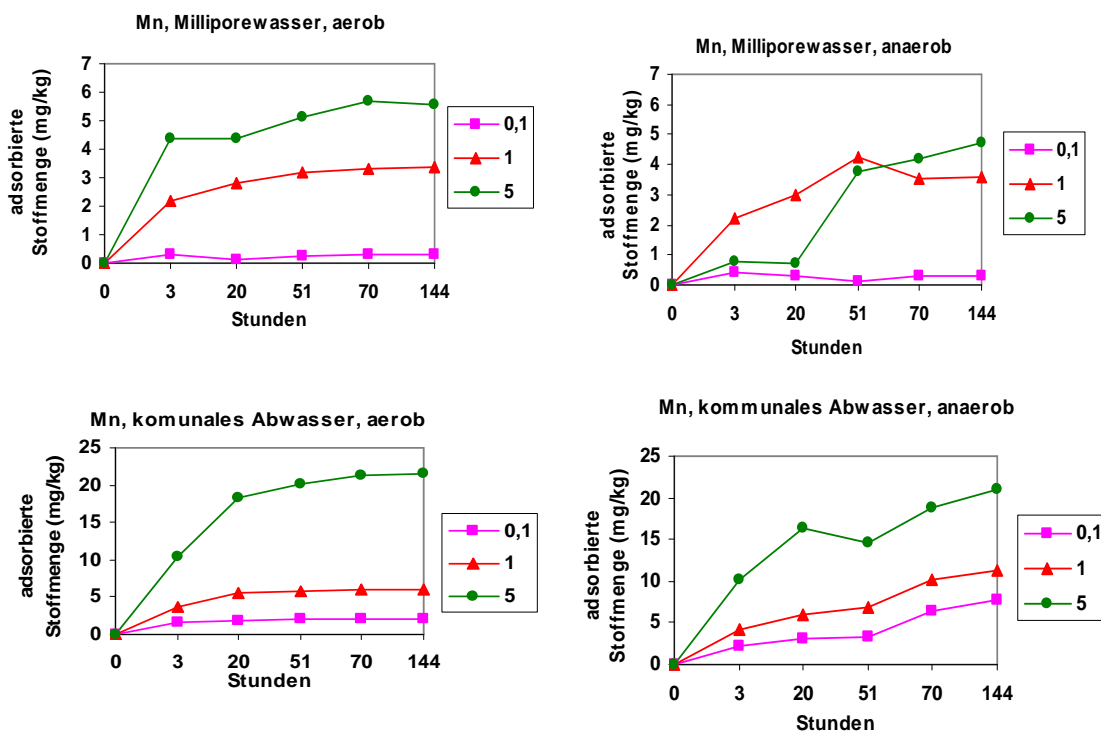 Mn, Milliporewasser, aerob
adsorbierte
Stoffmenge (mg/kg)
7
6
5
4
3
2
1
0
0 3 20 51 70 144
Stunden
0,1
1
5
Mn, Milliporewasser, anaerob
adsorbierte
Stoffmenge (mg/kg)
7
6
5
4
3
2
1
0
0 3 20 51 70 144
Stunden
0,1
1
5
Mn, komunales Abwasser, aerob
adsorbierte
Stoffmenge (mg/kg)
25
20
15
10
5
0
0 3 20 51 70 144
Stunden
0,1
1
5
Mn, kommunales Abwasser, anaerob
adsorbierte
Stoffmenge (mg/kg)
25
20
15
10
5
0
0 3 20 51 70 144
Stunden
0,1
1
5